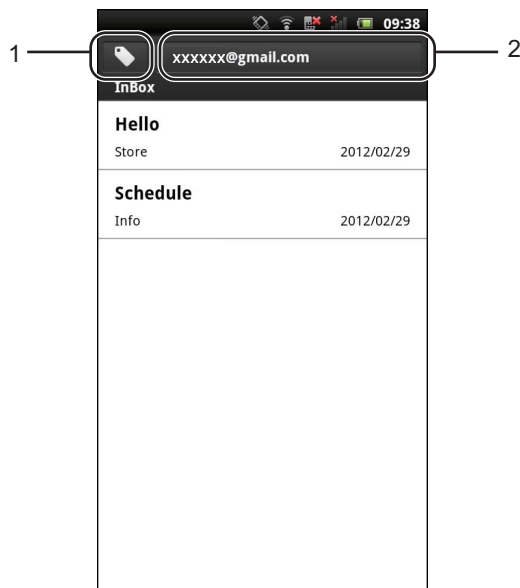 09:38
1
xxxxxx@gmail.com
2
InBox
Hello
Store 2012/02/29
Schedule
Info 2012/02/29